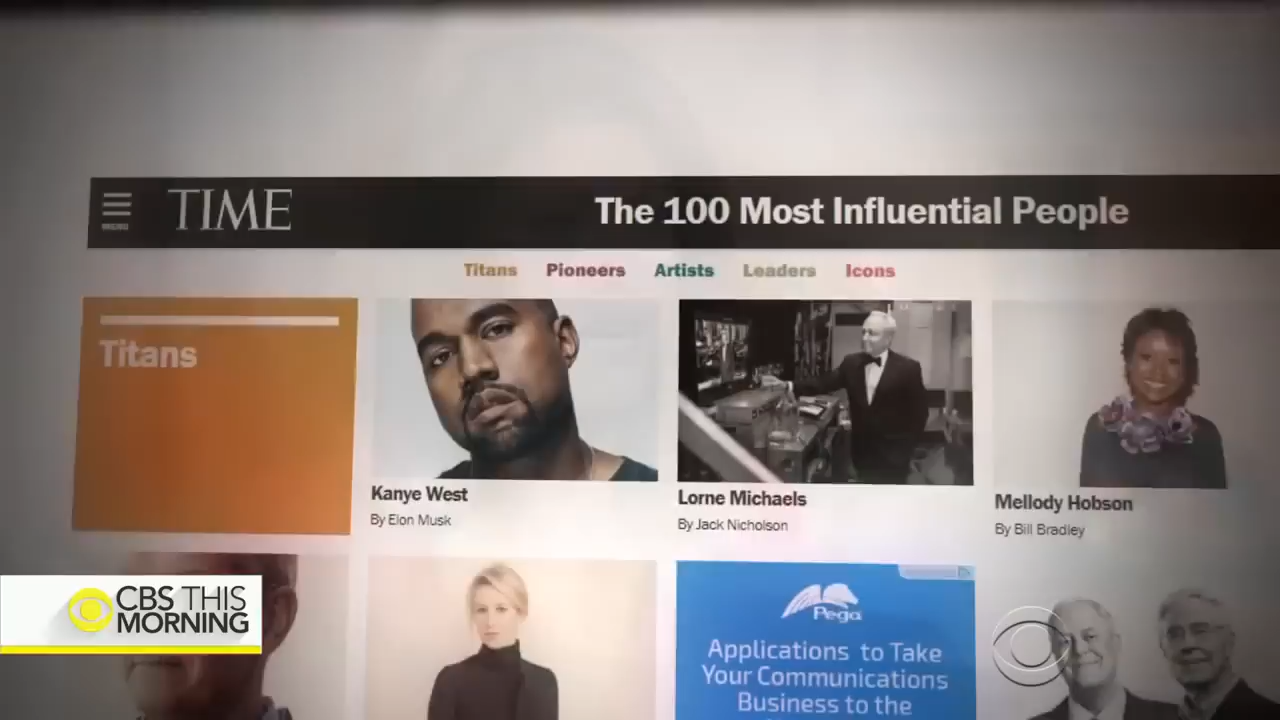 MENU
TIME
The 100 Most Influential People
Titans Pioneers Artists Leaders Icons
Titans
Kanye West
By Elon Musk
Lorne Michaels
By Jack Nicholson
Mellody Hobson
By Bill Bradley
CBS THIS
MORNING
Pega
Applications to Take
Your Communications
Business to the